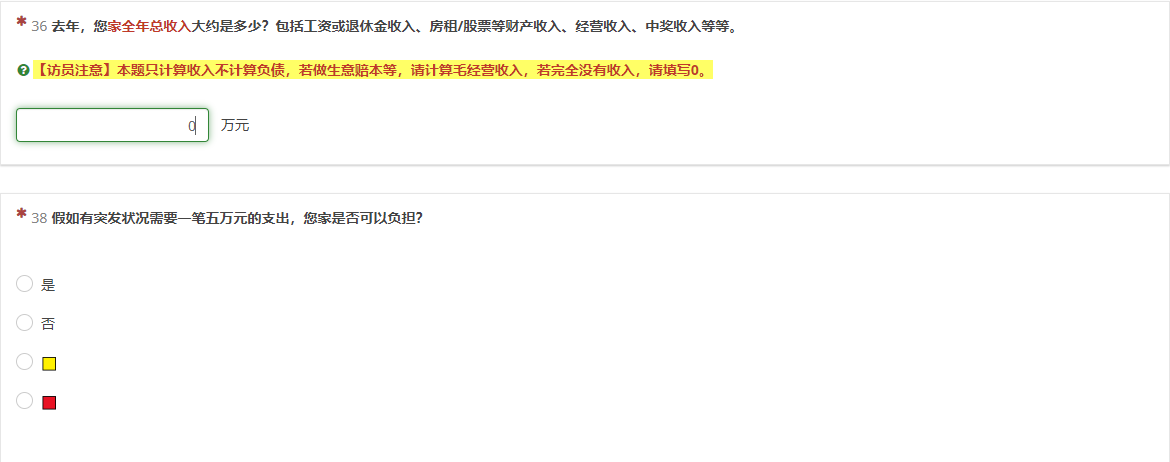 * 36 去年，您家全年总收入大约是多少？包括工资或退休金收入、房租/股票等财产收入、经营收入、中奖收入等等。
【访员注意】本题只计算收入不计算负债，若做生意赔本等，请计算毛经营收入，若完全没有收入，请填写0。
0 万元
* 38 假如有突发状况需要一笔五万元的支出，您家是否可以负担？
是
否